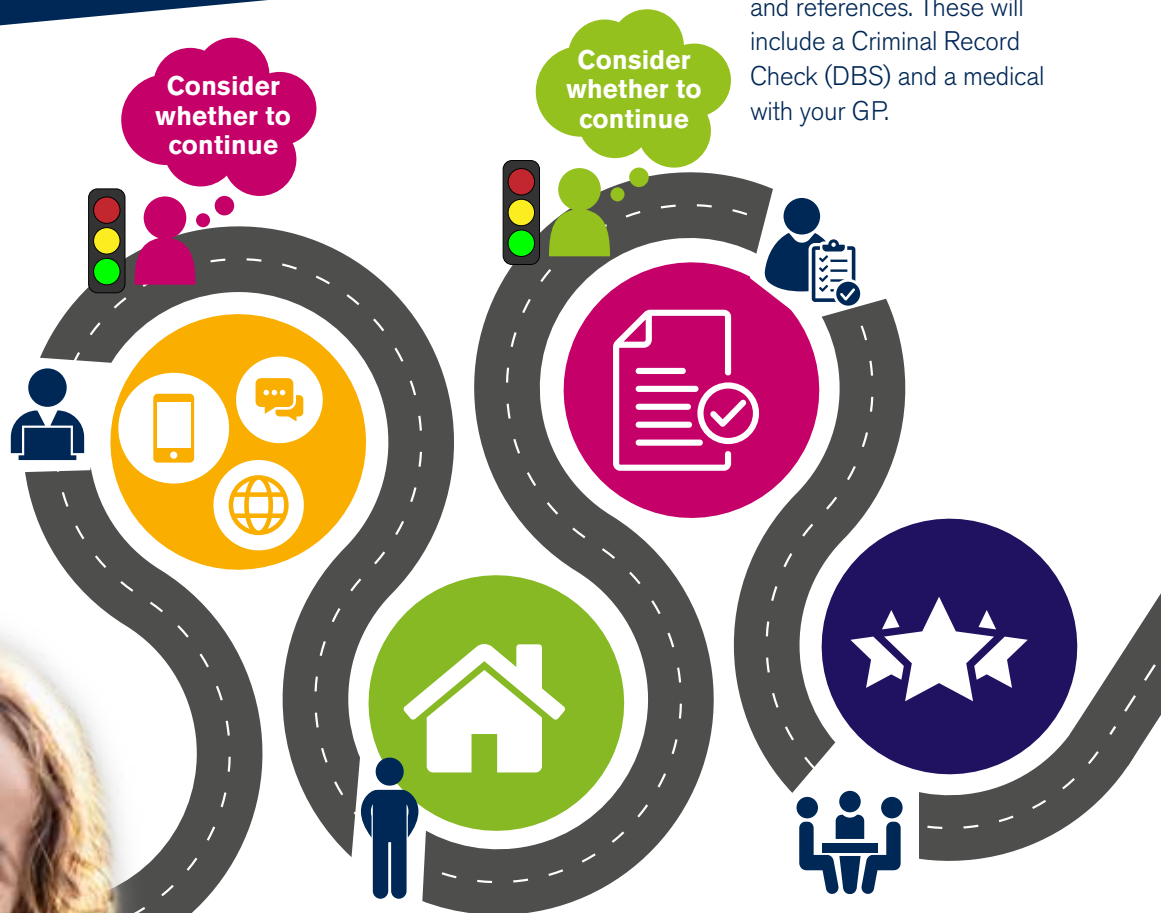 Consider
whether to
continue
Consider
whether to
continue
and references. These will
include a Criminal Record
Check (DBS) and a medical
with your GP.